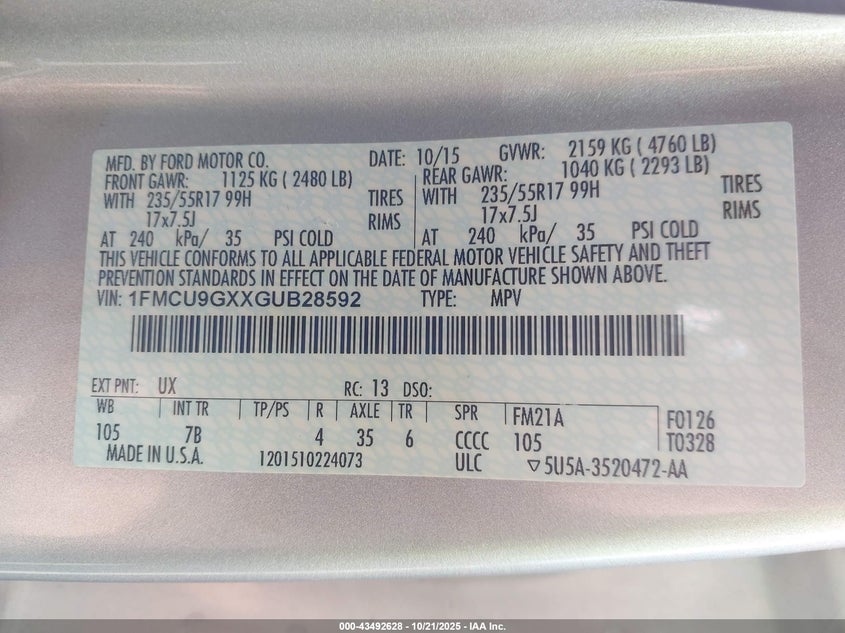 MFD. BY FORD MOTOR CO. DATE: 10/15 GVWR: 2159 KG ( 4760 LB)
FRONT GAWR: 1125 KG ( 2480 LB) REAR GAWR: 1040 KG ( 2293 LB)
WITH 235/55R17 99H TIRES WITH 235/55R17 99H TIRES
17x7.5J RIMS 17x7.5J RIMS
AT 240 kPa/ 35 PSI COLD AT 240 kPa/ 35 PSI COLD
THIS VEHICLE CONFORMS TO ALL APPLICABLE FEDERAL MOTOR VEHICLE SAFETY AND THEFT
PREVENTION STANDARDS IN EFFECT ON THE DATE OF MANUFACTURE SHOWN ABOVE.
VIN: 1FMCU9GXXGUB28592 TYPE: MPV
EXT PNT: UX RC: 13 DSO:
WB INT TR TP/PS R AXLE TR SPR FM21A F0126
105 7B 4 35 6 CCCC 105 T0328
MADE IN U.S.A. 1201510224073 ULC ▽5U5A-3520472-AA
000-43492628 - 10/21/2025 - IAA Inc.